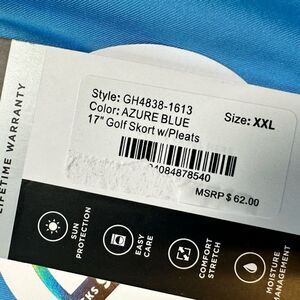 Style: GH4838-1613
Color: AZURE BLUE
Size: XXL
17" Golf Skort w/Pleats
4084878540
MSRP $ 62.00
LIFETIME WARRANTY
SUN
PROTECTION
EASY
CARE
COMFORT
STRETCH
MOISTURE
MANAGEMENT